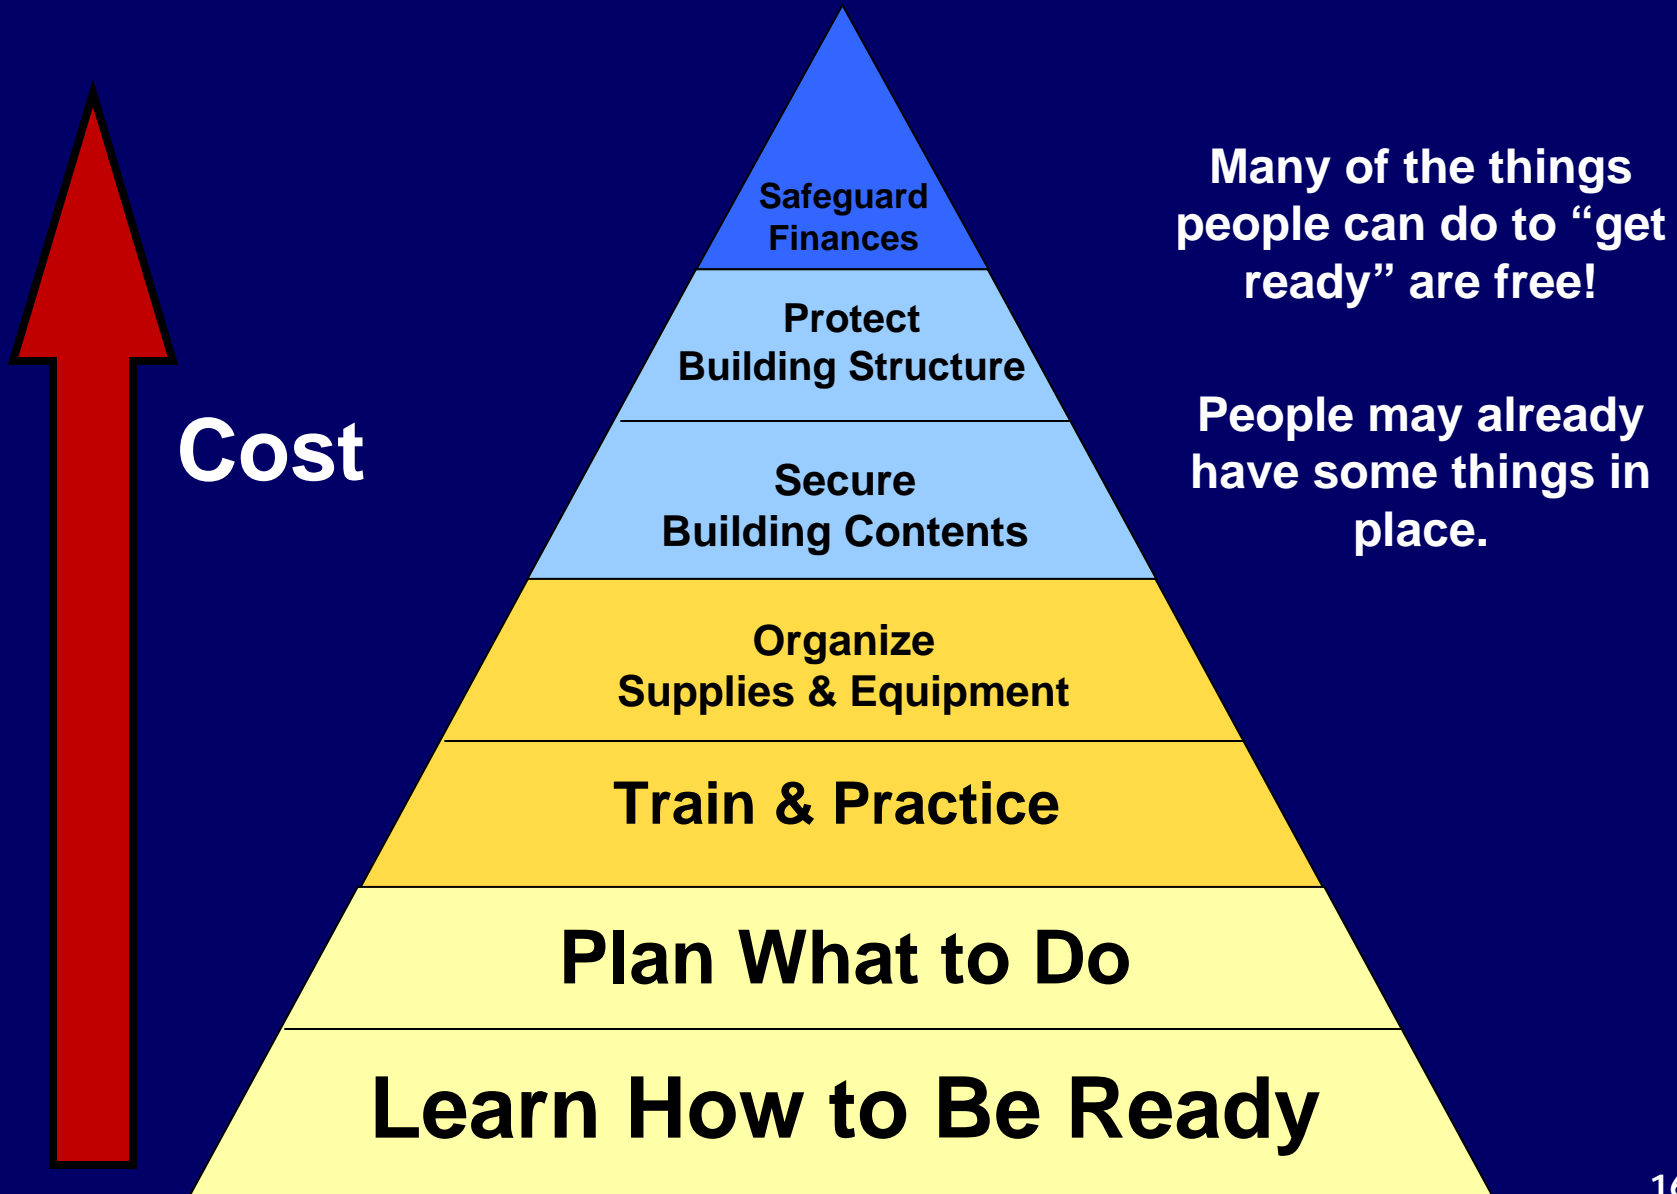 Safeguard
Finances
Protect
Building Structure
Secure
Building Contents
Organize
Supplies & Equipment
Train & Practice
Plan What to Do
Learn How to Be Ready
Cost
Many of the things
people can do to “get
ready” are free!
People may already
have some things in
place.